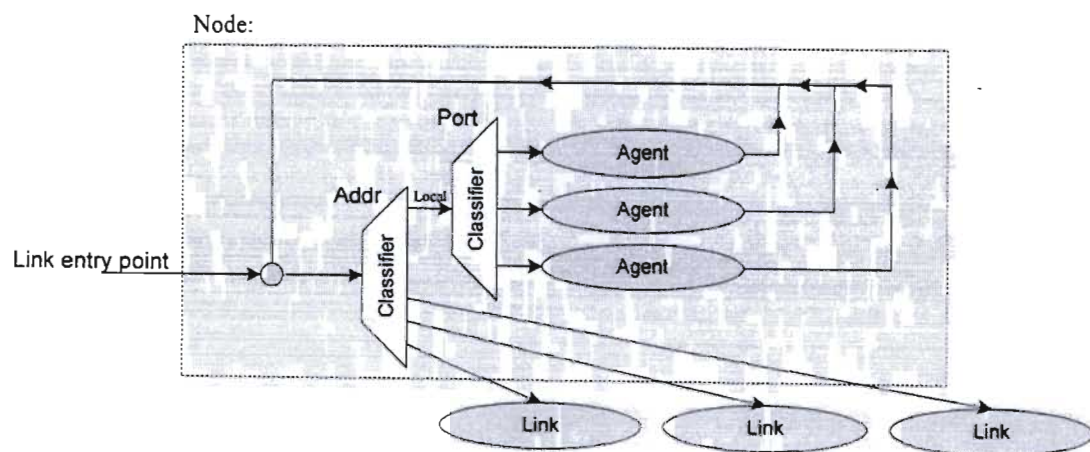 Node:
Port
Agent
Classifier
Addr
Local
Agent
Classifier
Link entry point
Agent
Link
Link
Link